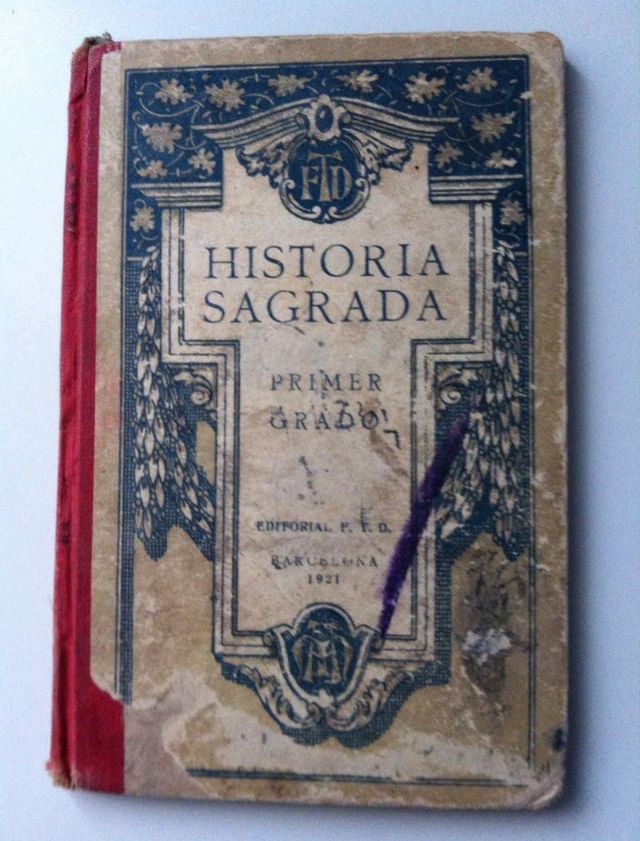 FTD
HISTORIA
SAGRADA
PRIMER
GRADO
EDITORIAL F. T. D.
BARCELONA
1921